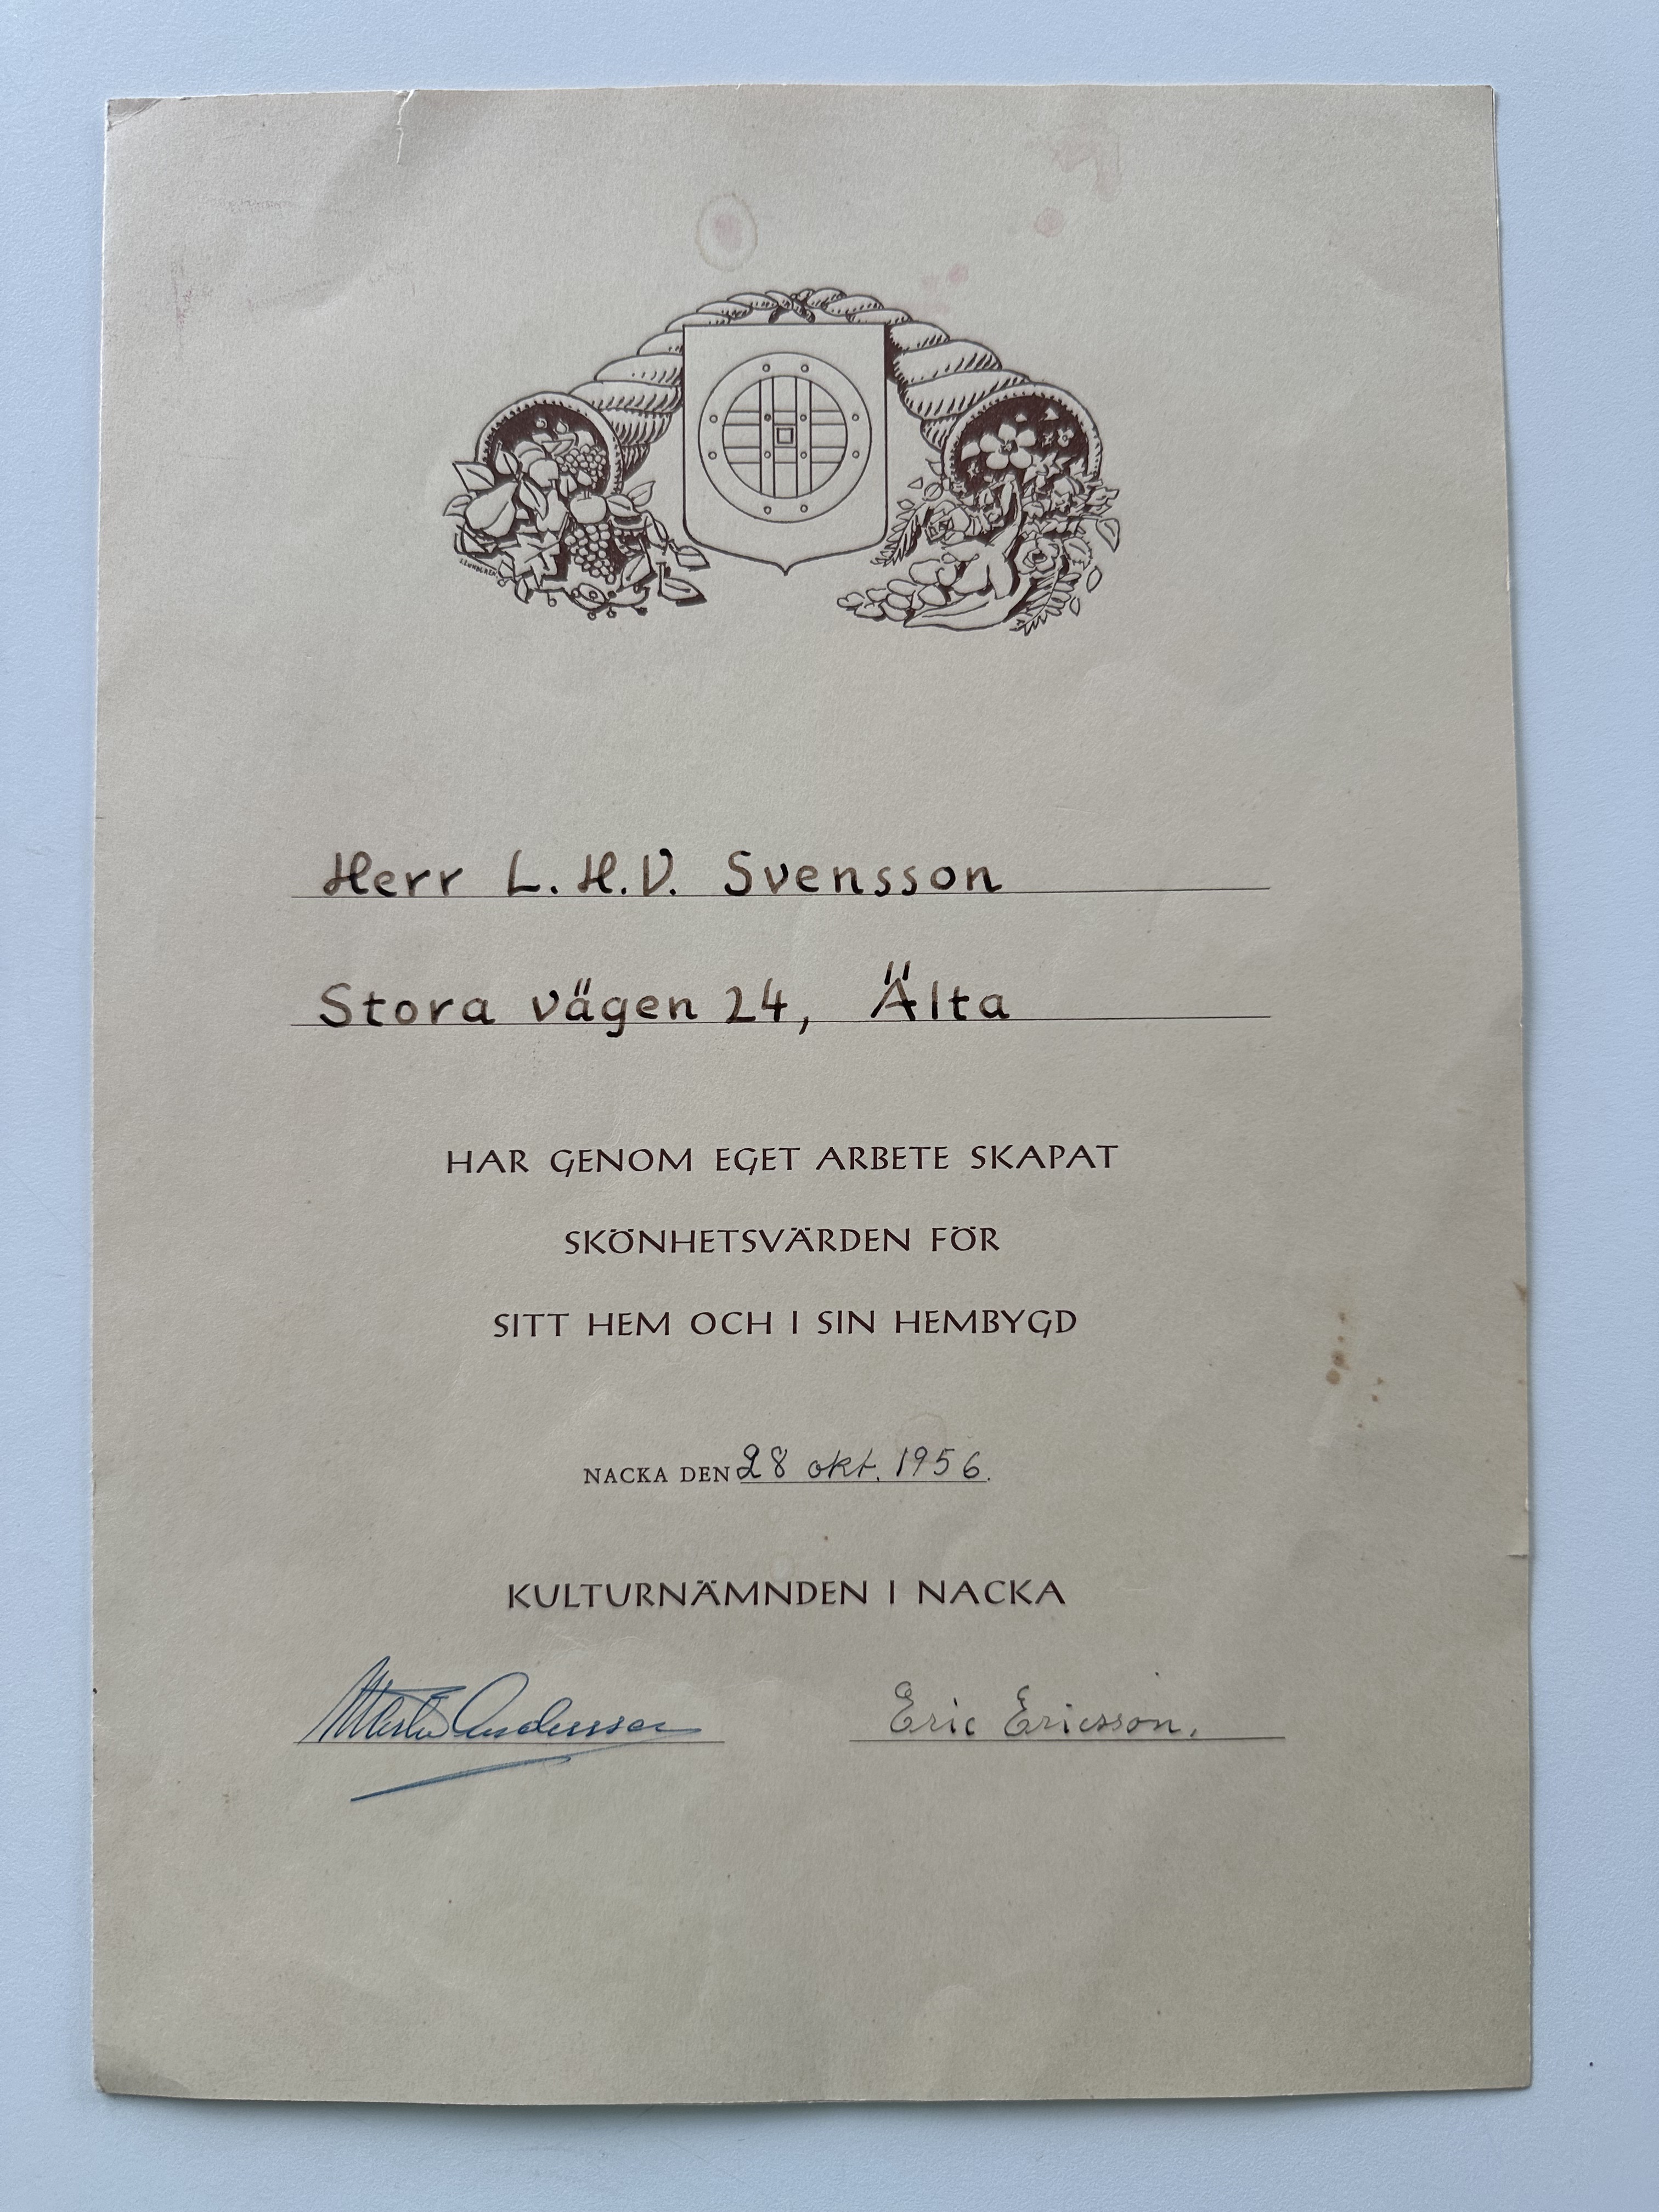 Herr L.H.V. Svensson
Stora vägen 24, Älta
HAR GENOM EGET ARBETE SKAPAT
SKÖNHETSVÄRDEN FÖR
SITT HEM OCH I SIN HEMBYGD
NACKA DEN 28 okt. 1956.
KULTURNÄMNDEN I NACKA
Andersson Eric Ericsson.